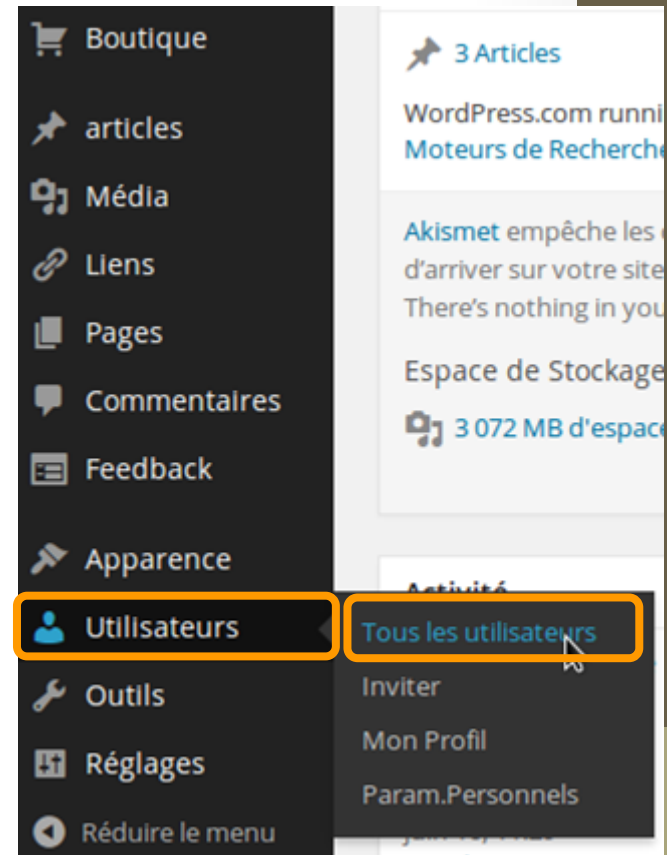 Boutique
articles
Média
Liens
Pages
Commentaires
Feedback
Apparence
Utilisateurs
Outils
Réglages
Réduire le menu
3 Articles
WordPress.com runni
Moteurs de Recherche
Akismet empêche les
d'arriver sur votre site
There's nothing in you
Espace de Stockage
3 072 MB d'espace
Activité
Tous les utilisateurs
Inviter
Mon Profil
Param.Personnels